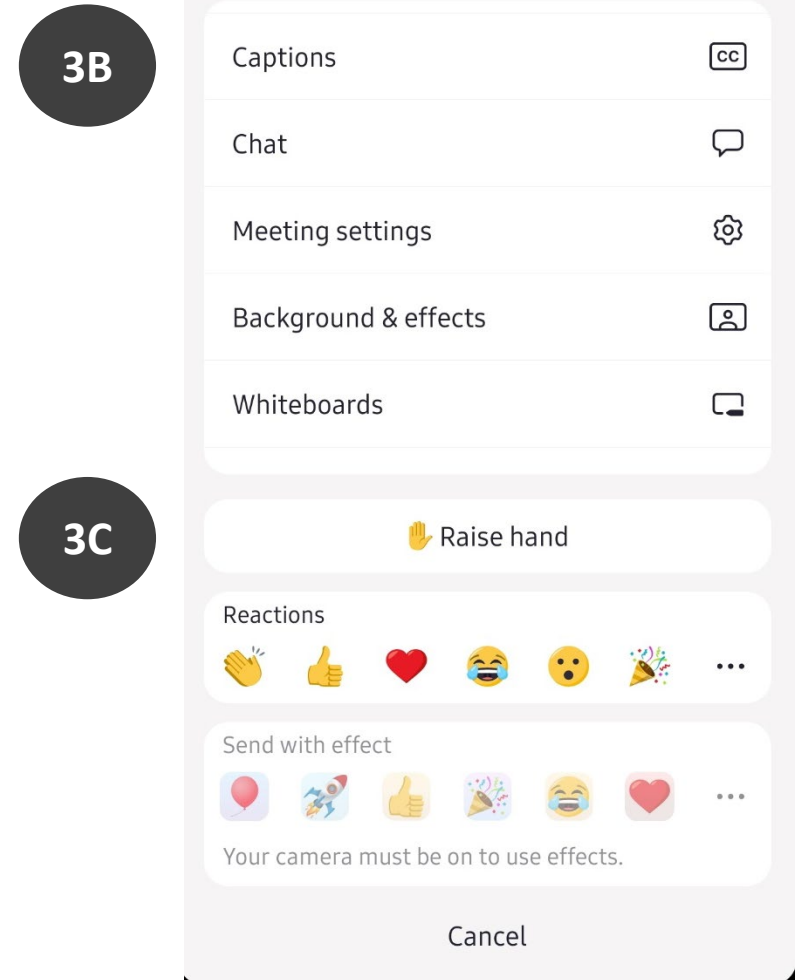 3B
Captions
CC
Chat
Meeting settings
Background & effects
Whiteboards
3C
Raise hand
Reactions
Send with effect
Your camera must be on to use effects.
Cancel